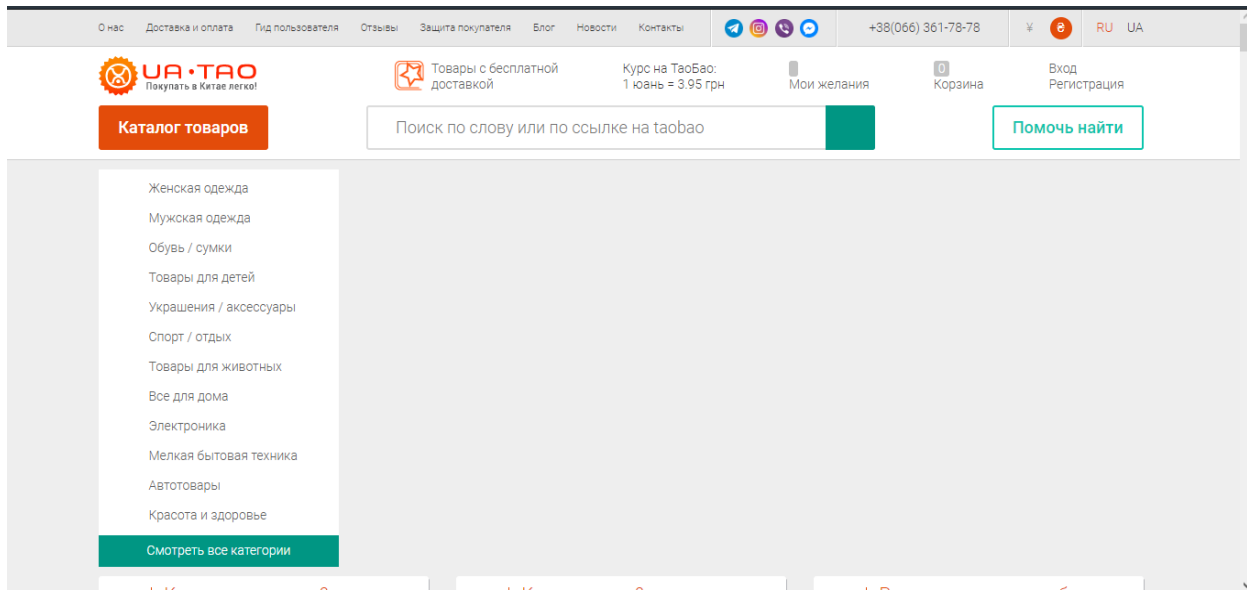 О нас Доставка и оплата Гид пользователя Отзывы Защита покупателя Блог Новости Контакты +38(066) 361-78-78 ¥ ₴ RU UA
UA·TAO
Покупать в Китае легко!
Товары с бесплатной
доставкой
Курс на ТаоБао:
1 юань = 3.95 грн
Мои желания
0
Корзина
Вход
Регистрация
Каталог товаров
Поиск по слову или по ссылке на taobao
Помочь найти
Женская одежда
Мужская одежда
Обувь / сумки
Товары для детей
Украшения / аксессуары
Спорт / отдых
Товары для животных
Все для дома
Электроника
Мелкая бытовая техника
Автотовары
Красота и здоровье
Смотреть все категории